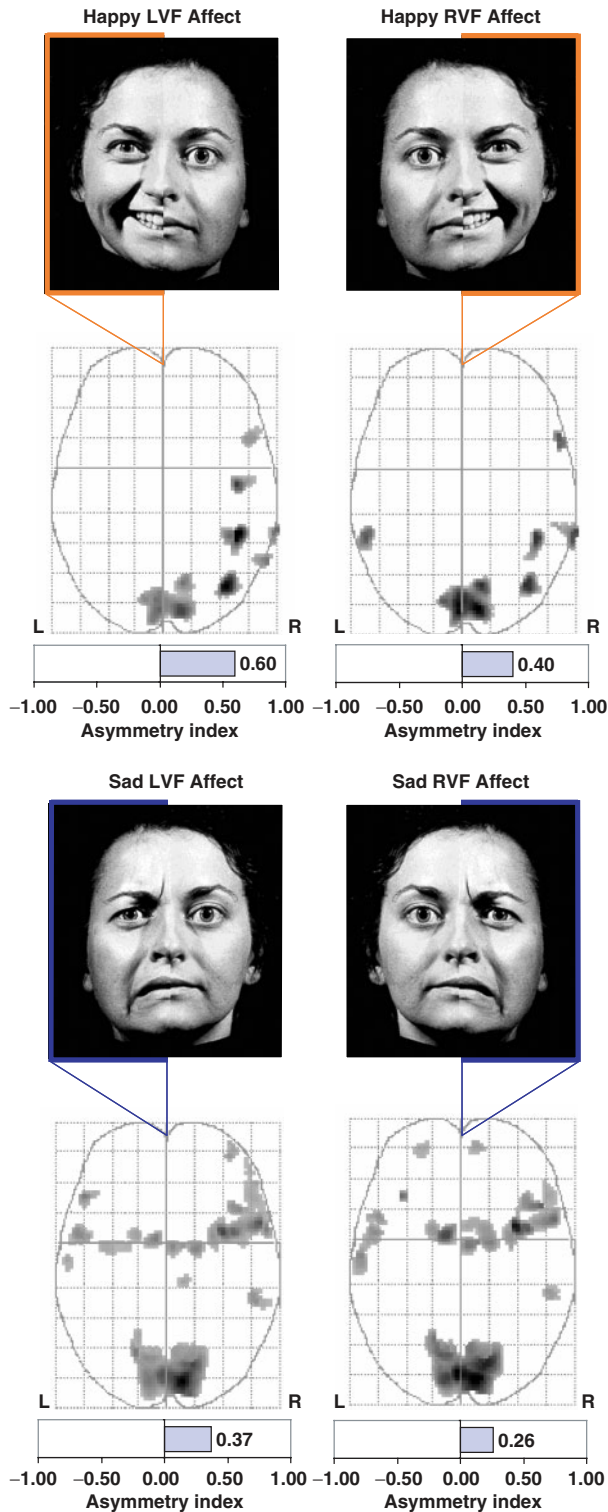 Happy LVF Affect
Happy RVF Affect
L
R
L
R
0.60
0.40
−1.00 −0.50 0.00 0.50 1.00
−1.00 −0.50 0.00 0.50 1.00
Asymmetry index
Asymmetry index
Sad LVF Affect
Sad RVF Affect
L
R
L
R
0.37
0.26
−1.00 −0.50 0.00 0.50 1.00
−1.00 −0.50 0.00 0.50 1.00
Asymmetry index
Asymmetry index